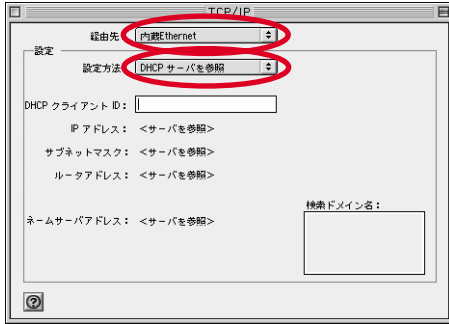 TCP/IP
経由先
内蔵Ethernet
設定
設定方法
DHCP サーバを参照
DHCP クライアント ID：
IP アドレス： <サーバを参照>
サブネットマスク： <サーバを参照>
ルータアドレス： <サーバを参照>
検索ドメイン名：
ネームサーバアドレス： <サーバを参照>
?